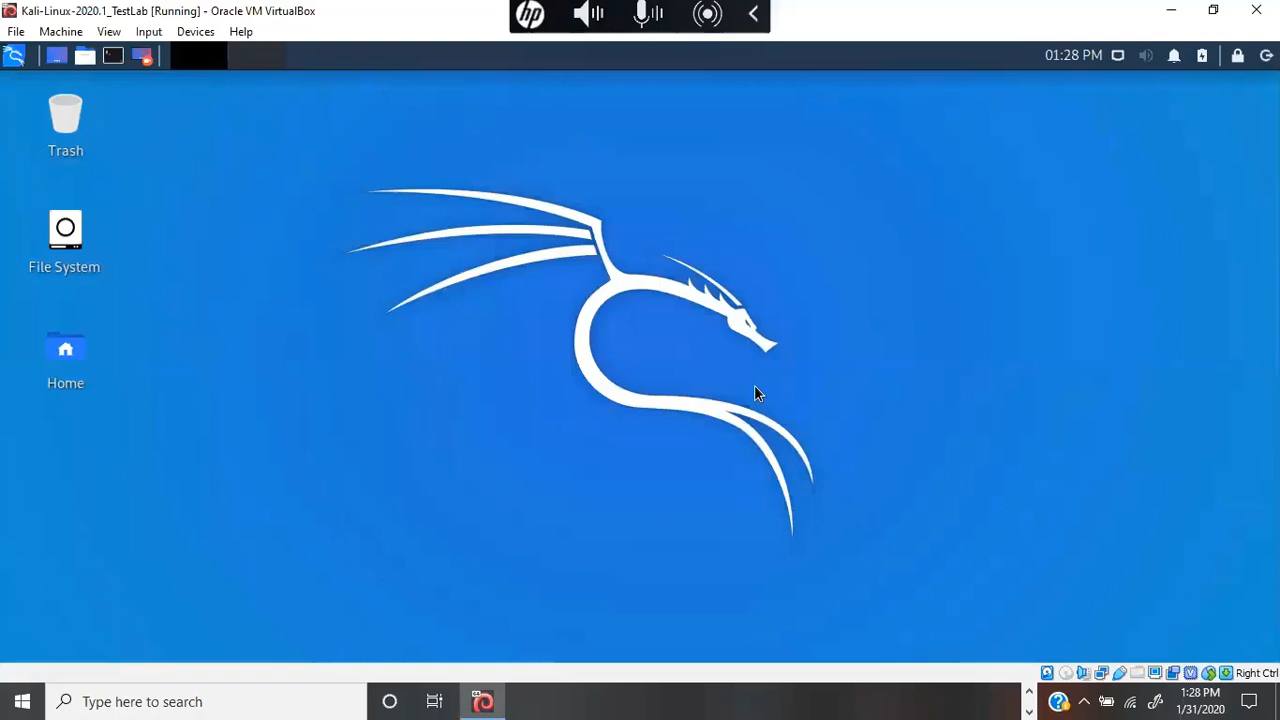 Kali-Linux-2020.1_TestLab [Running] - Oracle VM VirtualBox
hp
File Machine View Input Devices Help
01:28 PM
Trash
File System
Home
Right Ctrl
Type here to search
1:28 PM
1/31/2020